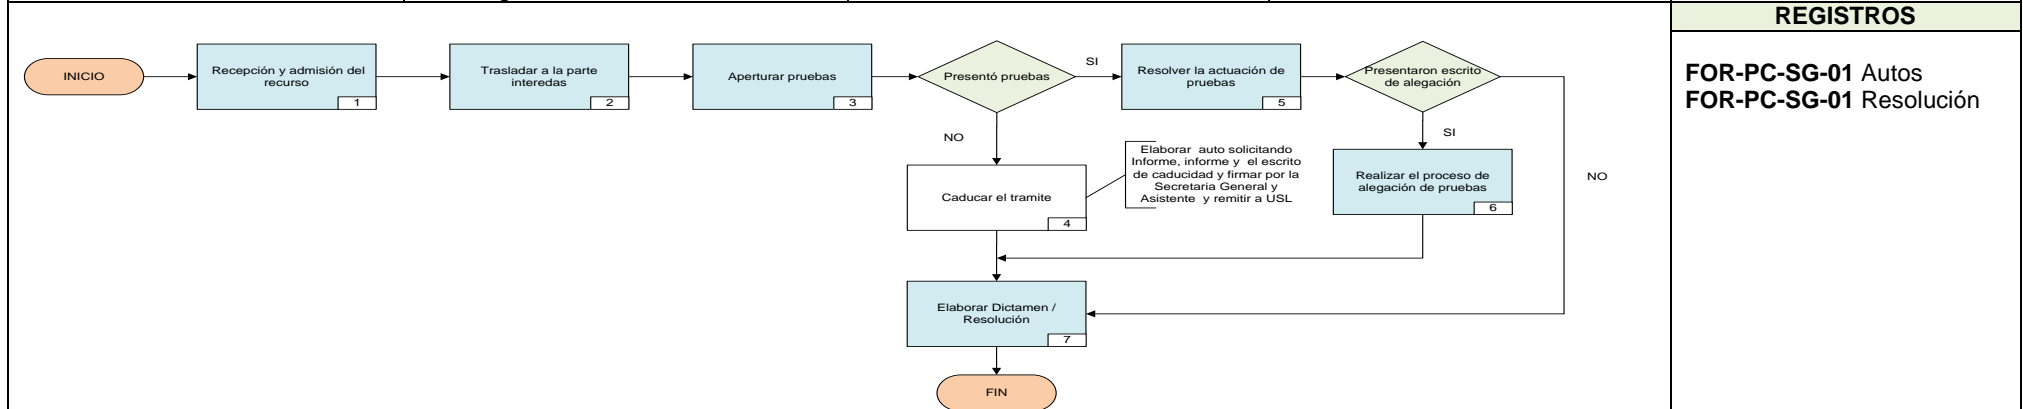 REGISTROS
INICIO
Recepción y admisión del
recurso
1
Trasladar a la parte
interedas
2
Aperturar pruebas
3
Presentó pruebas
SI
Resolver la actuación de
pruebas
5
Presentaron escrito
de alegación
FOR-PC-SG-01 Autos
FOR-PC-SG-01 Resolución
NO
SI
Elaborar auto solicitando
Informe, informe y el escrito
de caducidad y firmar por la
Secretaria General y
Asistente y remitir a USL
Caducar el tramite
4
Realizar el proceso de
alegación de pruebas
6
NO
Elaborar Dictamen /
Resolución
7
FIN